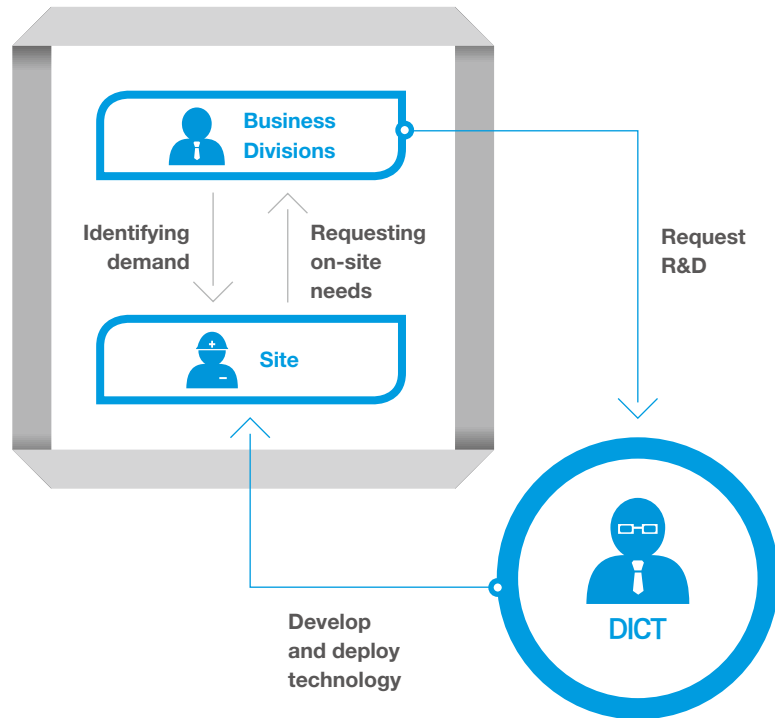 Business
Divisions
Identifying
demand
Requesting
on-site
needs
Request
R&D
Site
DICT
Develop
and deploy
technology